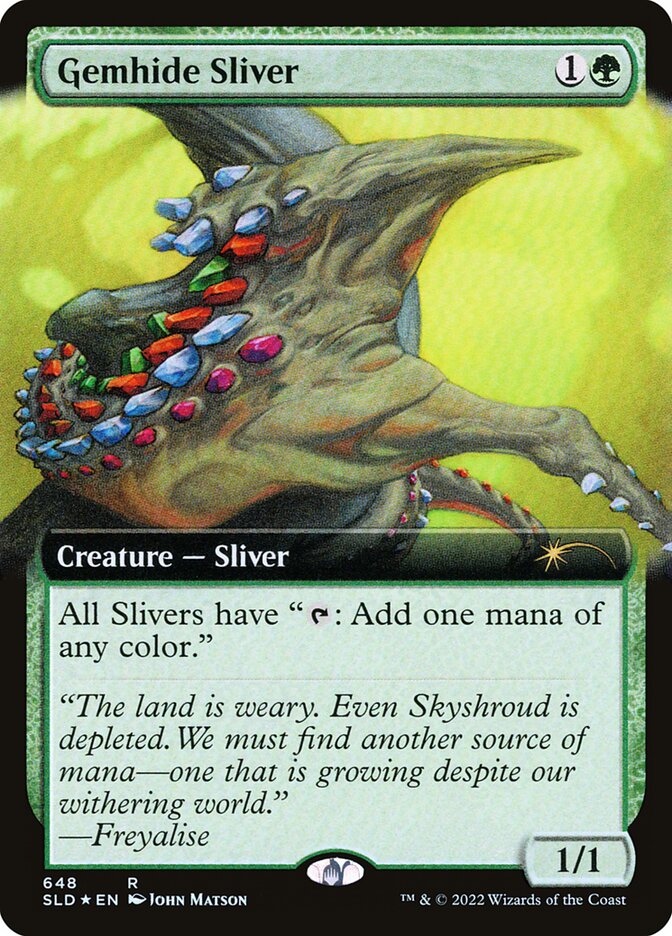 Gemhide Sliver
1
Creature — Sliver
All Slivers have “: Add one mana of
any color.”
“The land is weary. Even Skyshroud is
depleted. We must find another source of
mana—one that is growing despite our
withering world.”
—Freyalise
1/1
648 R
SLD★EN John Matson
™ & © 2022 Wizards of the Coast